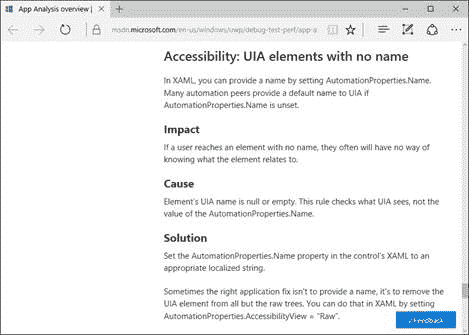 App Analysis overview |
msdn.microsoft.com/en-us/windows/uwp/debug-test-perf/app-a
Accessibility: UIA elements with no name
In XAML, you can provide a name by setting AutomationProperties.Name.
Many automation peers provide a default name to UIA if
AutomationProperties.Name is unset.
Impact
If a user reaches an element with no name, they often will have no way of
knowing what the element relates to.
Cause
Element's UIA name is null or empty. This rule checks what UIA sees, not the
value of the AutomationProperties.Name.
Solution
Set the AutomationProperties.Name property in the control's XAML to an
appropriate localized string.
Sometimes the right application fix isn't to provide a name, it's to remove the
UIA element from all but the raw trees. You can do that in XAML by setting
AutomationProperties.AccessibilityView = "Raw".
Feedback